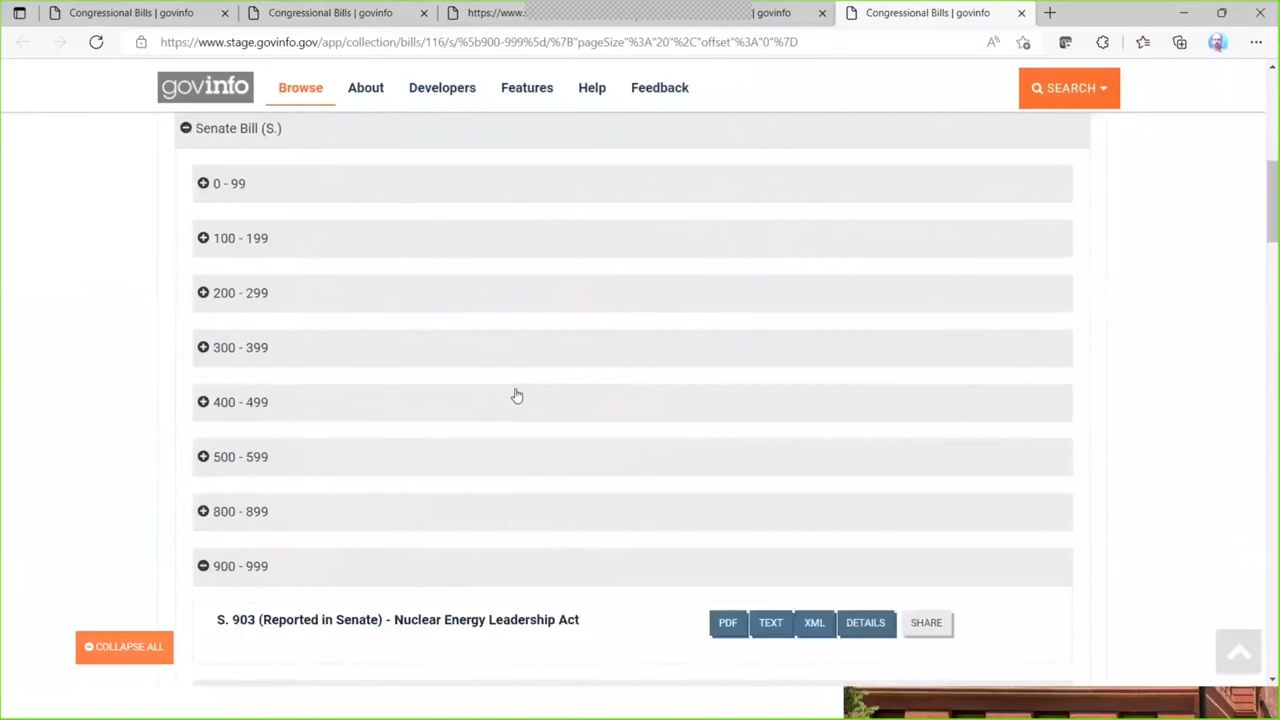 Congressional Bills | govinfo
Congressional Bills | govinfo
https://www.
| govinfo
Congressional Bills | govinfo
https://www.stage.govinfo.gov/app/collection/bills/116/s/%5b900-999%5d/%7B"pageSize"%3A"20"%2C"offset"%3A"0"%7D
govinfo
Browse
About
Developers
Features
Help
Feedback
SEARCH
Senate Bill (S.)
0 - 99
100 - 199
200 - 299
300 - 399
400 - 499
500 - 599
800 - 899
900 - 999
S. 903 (Reported in Senate) - Nuclear Energy Leadership Act
PDF
TEXT
XML
DETAILS
SHARE
COLLAPSE ALL